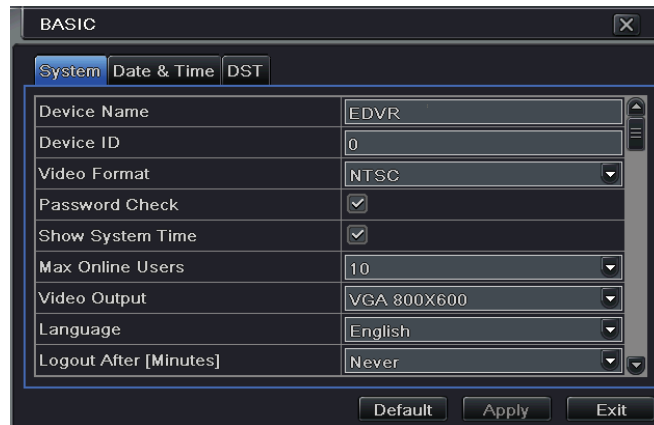 BASIC
System Date & Time DST
Device Name EDVR
Device ID 0
Video Format NTSC
Password Check
Show System Time
Max Online Users 10
Video Output VGA 800X600
Language English
Logout After [Minutes] Never
Default Apply Exit